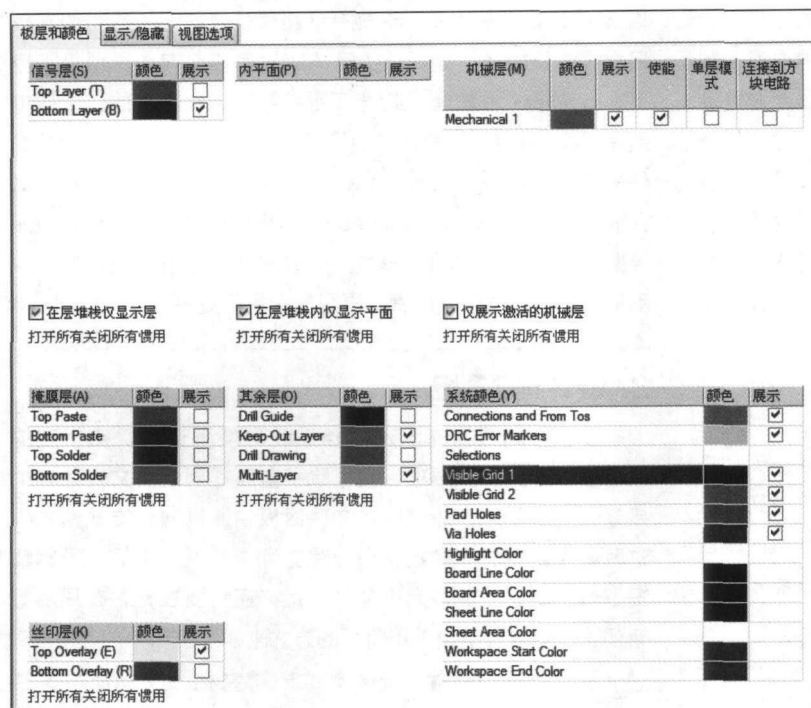 板层和颜色 显示/隐藏 视图选项
信号层(S) 颜色 展示
Top Layer (T)
Bottom Layer (B)
内平面(P) 颜色 展示
机械层(M) 颜色 展示 使能 单层模式 连接到方块电路
Mechanical 1
在层堆栈仅显示层
打开所有关闭所有惯用
在层堆栈内仅显示平面
打开所有关闭所有惯用
仅展示激活的机械层
打开所有关闭所有惯用
掩膜层(A) 颜色 展示
Top Paste
Bottom Paste
Top Solder
Bottom Solder
打开所有关闭所有惯用
其余层(O) 颜色 展示
Drill Guide
Keep-Out Layer
Drill Drawing
Multi-Layer
打开所有关闭所有惯用
系统颜色(Y) 颜色 展示
Connections and From Tos
DRC Error Markers
Selections
Visible Grid 1
Visible Grid 2
Pad Holes
Via Holes
Highlight Color
Board Line Color
Board Area Color
Sheet Line Color
Sheet Area Color
Workspace Start Color
Workspace End Color
丝印层(K) 颜色 展示
Top Overlay (E)
Bottom Overlay (R)
打开所有关闭所有惯用